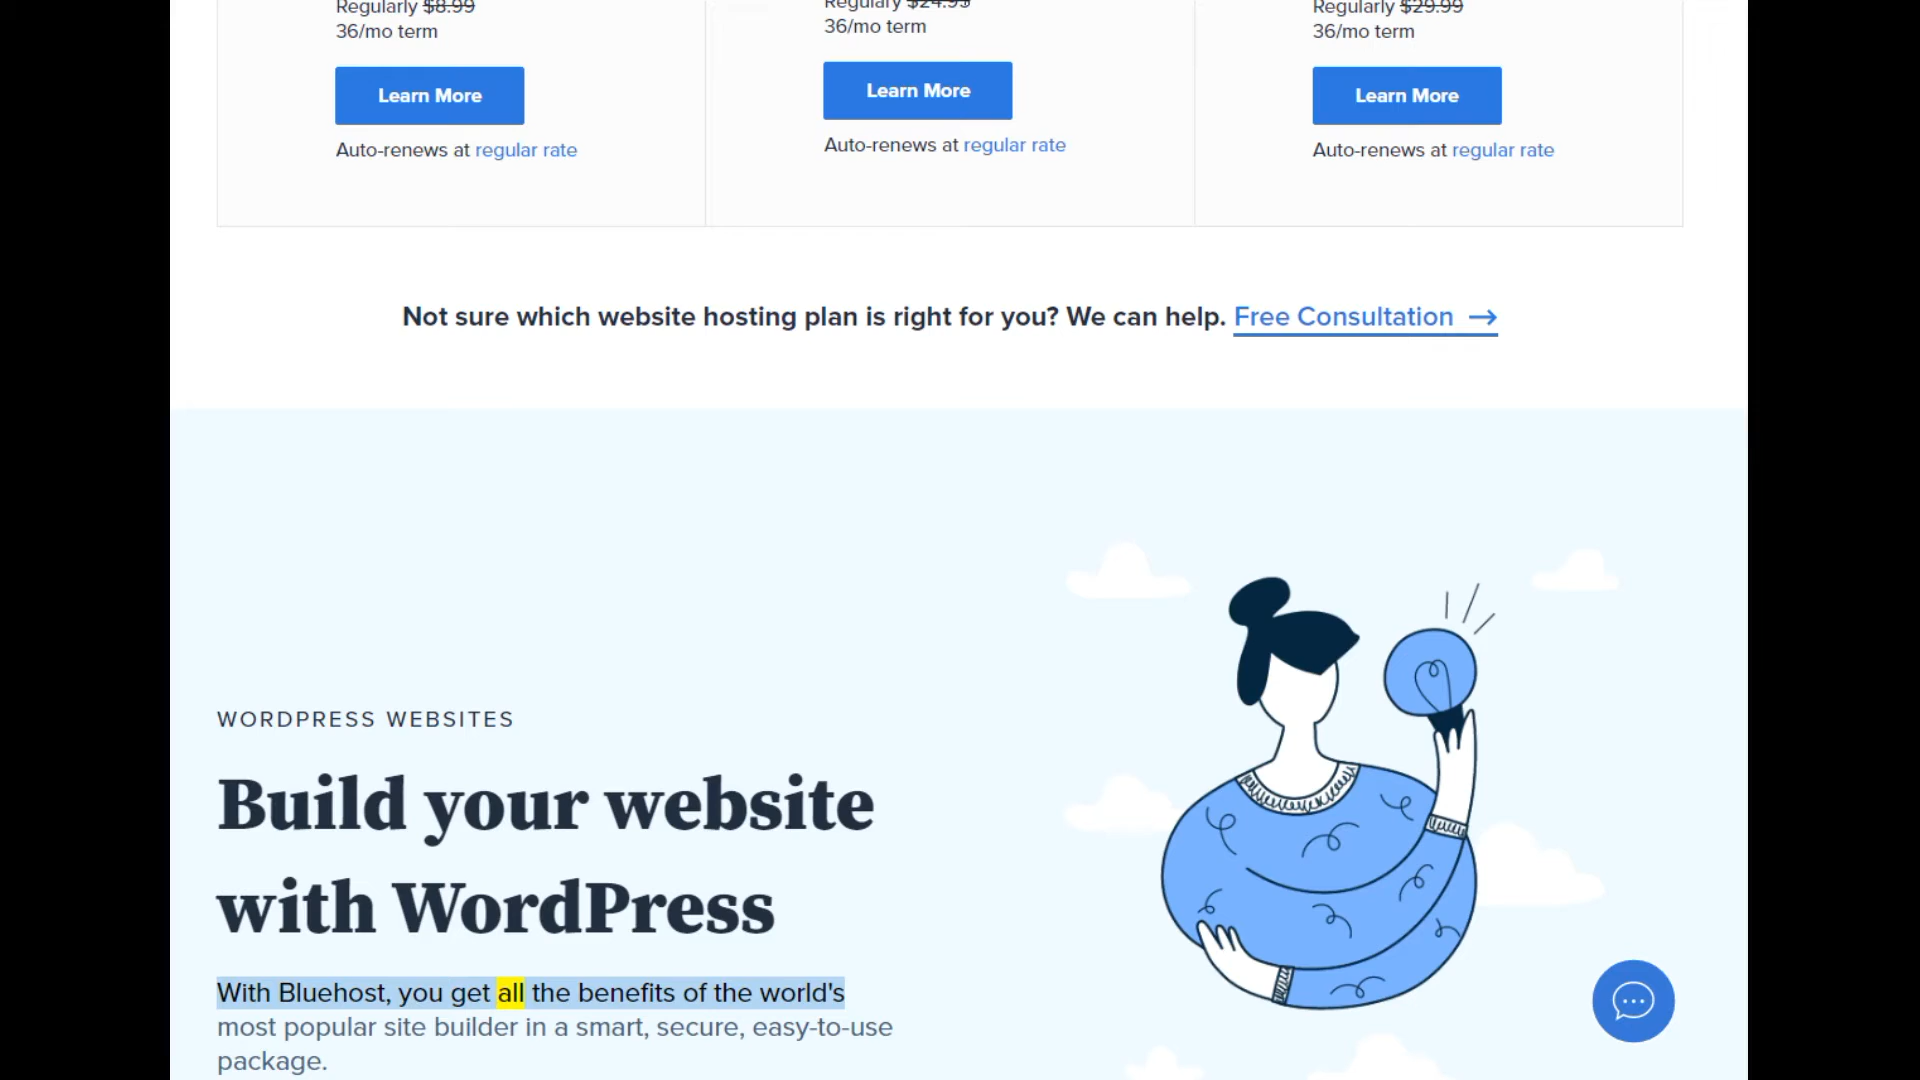 Regularly $8.99
36/mo term
Learn More
Auto-renews at regular rate
Regulary $24.95
36/mo term
Learn More
Auto-renews at regular rate
Regularly $29.99
36/mo term
Learn More
Auto-renews at regular rate
Not sure which website hosting plan is right for you? We can help. Free Consultation →
WORDPRESS WEBSITES
Build your website
with WordPress
With Bluehost, you get all the benefits of the world's
most popular site builder in a smart, secure, easy-to-use
package.